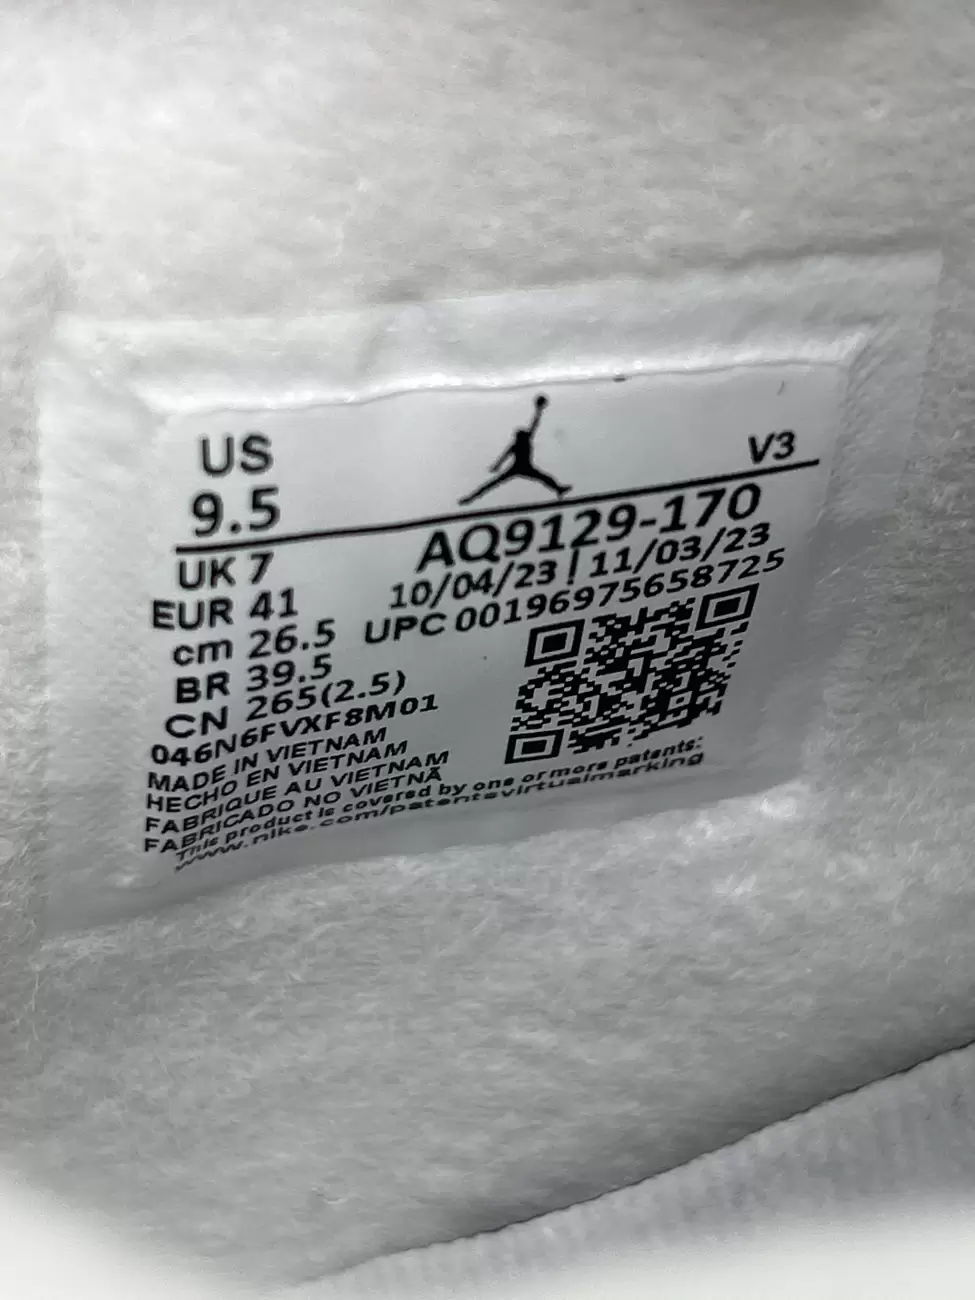 US V3
9.5
UK 7 AQ9129-170
EUR 41 10/04/23 | 11/03/23
cm 26.5 UPC 00196975658725
BR 39.5
CN 265(2.5)
046N6FVXF8M01
MADE IN VIETNAM
HECHO EN VIETNAM
FABRIQUE AU VIETNAM
FABRICADO NO VIETNÃ
This product is covered by one or more patents:
www.nike.com/patentsvirtualmarking